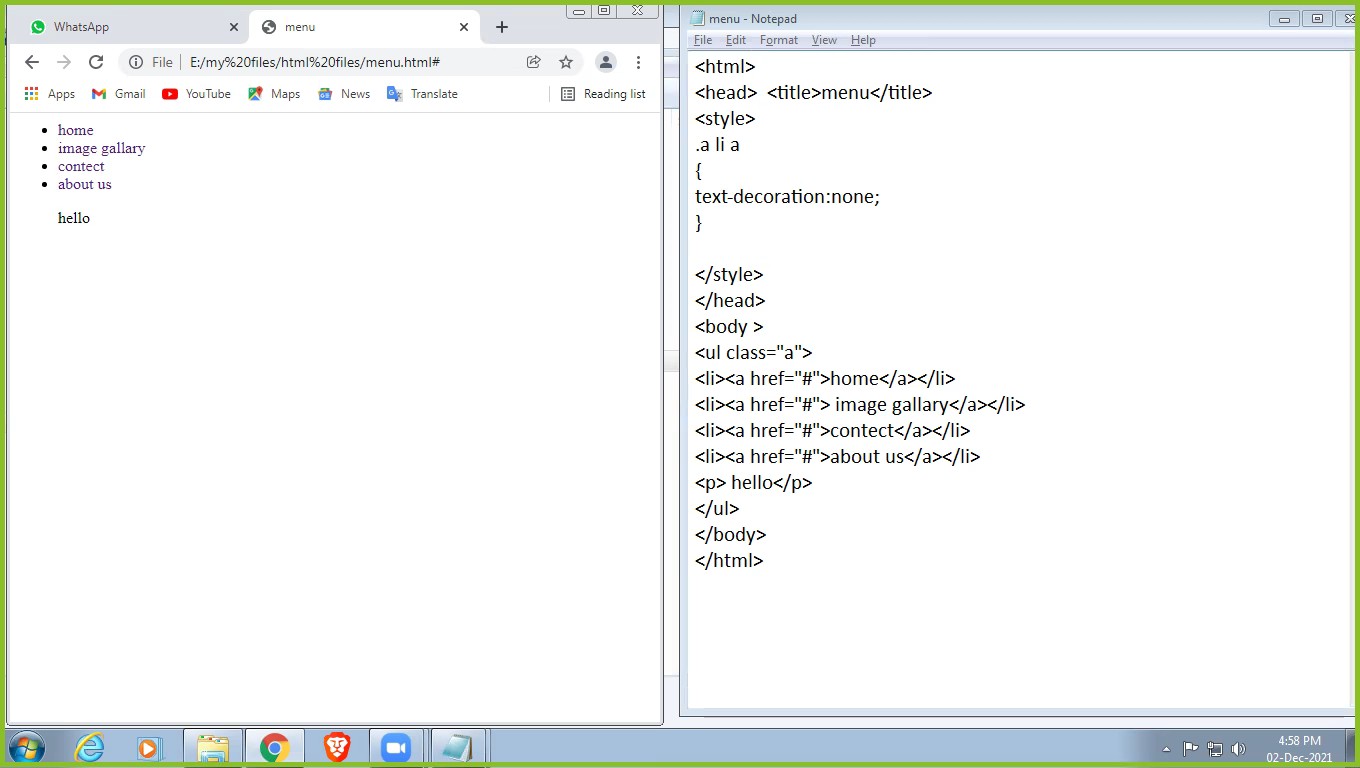 WhatsApp
menu
File
E:/my%20files/html%20files/menu.html#
Apps Gmail YouTube Maps News Translate Reading list
home
image gallary
contect
about us
hello
menu - Notepad
File Edit Format View Help
<html>
<head> <title>menu</title>
<style>
.a li a
{
text-decoration:none;
}
</style>
</head>
<body >
<ul class="a">
<li><a href="#">home</a></li>
<li><a href="#"> image gallary</a></li>
<li><a href="#">contect</a></li>
<li><a href="#">about us</a></li>
<p> hello</p>
</ul>
</body>
</html>
4:58 PM
02-Dec-2021